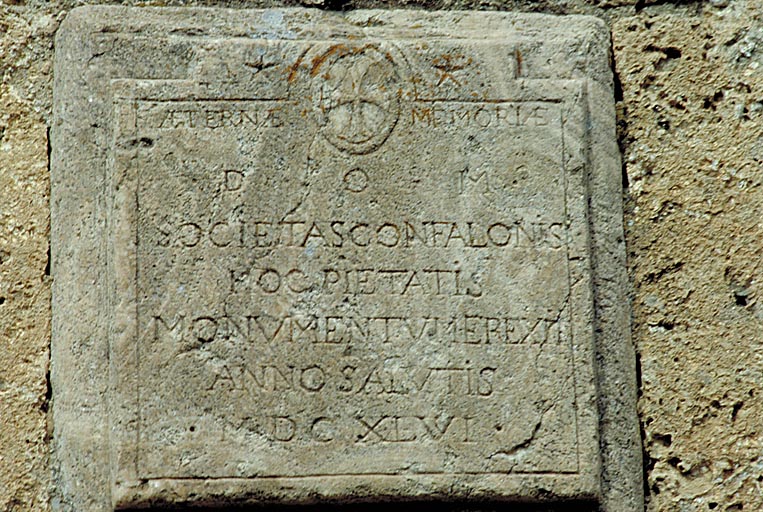 ÆTERNÆ MEMORIÆ
D O M
SOCIETAS CONFALONIS
HOC PIETATIS
MONVMENTVM EREXIT
ANNO SALVTIS
· MDCXLVI ·